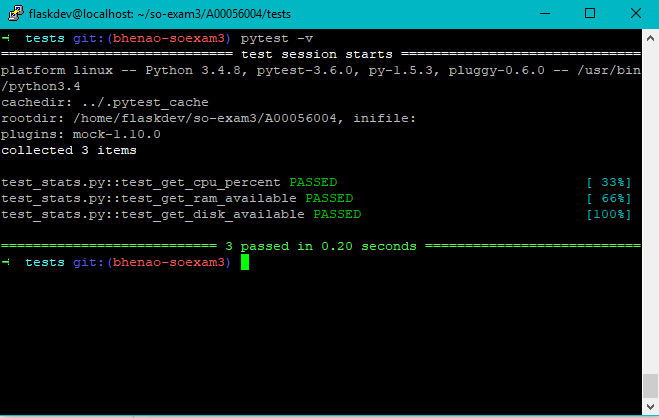 flaskdev@localhost: ~/so-exam3/A00056004/tests
→ tests git:(bhenao-soexam3) pytest -v
============================= test session starts ==============================
platform linux -- Python 3.4.8, pytest-3.6.0, py-1.5.3, pluggy-0.6.0 -- /usr/bin
/python3.4
cachedir: ../.pytest_cache
rootdir: /home/flaskdev/so-exam3/A00056004, inifile:
plugins: mock-1.10.0
collected 3 items
test_stats.py::test_get_cpu_percent PASSED [ 33%]
test_stats.py::test_get_ram_available PASSED [ 66%]
test_stats.py::test_get_disk_available PASSED [100%]
=========================== 3 passed in 0.20 seconds ===========================
→ tests git:(bhenao-soexam3)